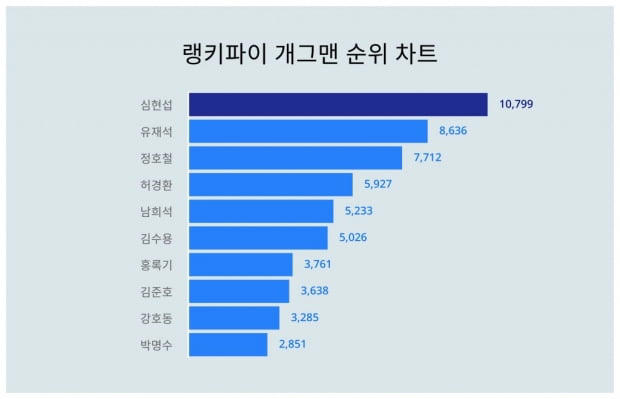 랭키파이 개그맨 순위 차트
심현섭 10,799
유재석 8,636
정호철 7,712
허경환 5,927
남희석 5,233
김수용 5,026
홍록기 3,761
김준호 3,638
강호동 3,285
박명수 2,851